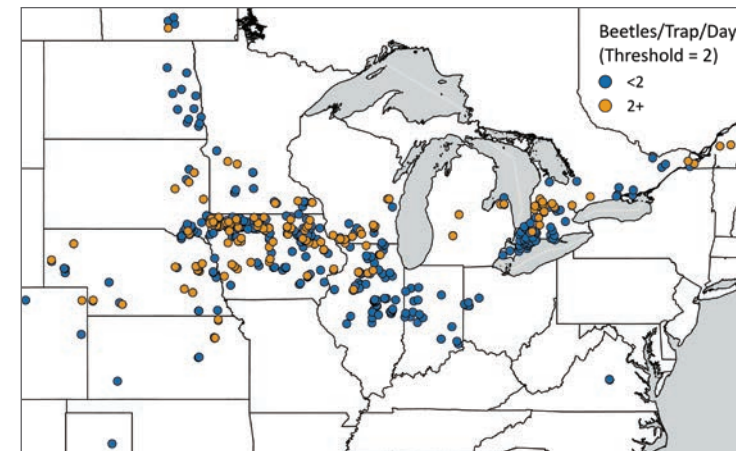 Beetles/Trap/Day
(Threshold = 2)
<2
2+